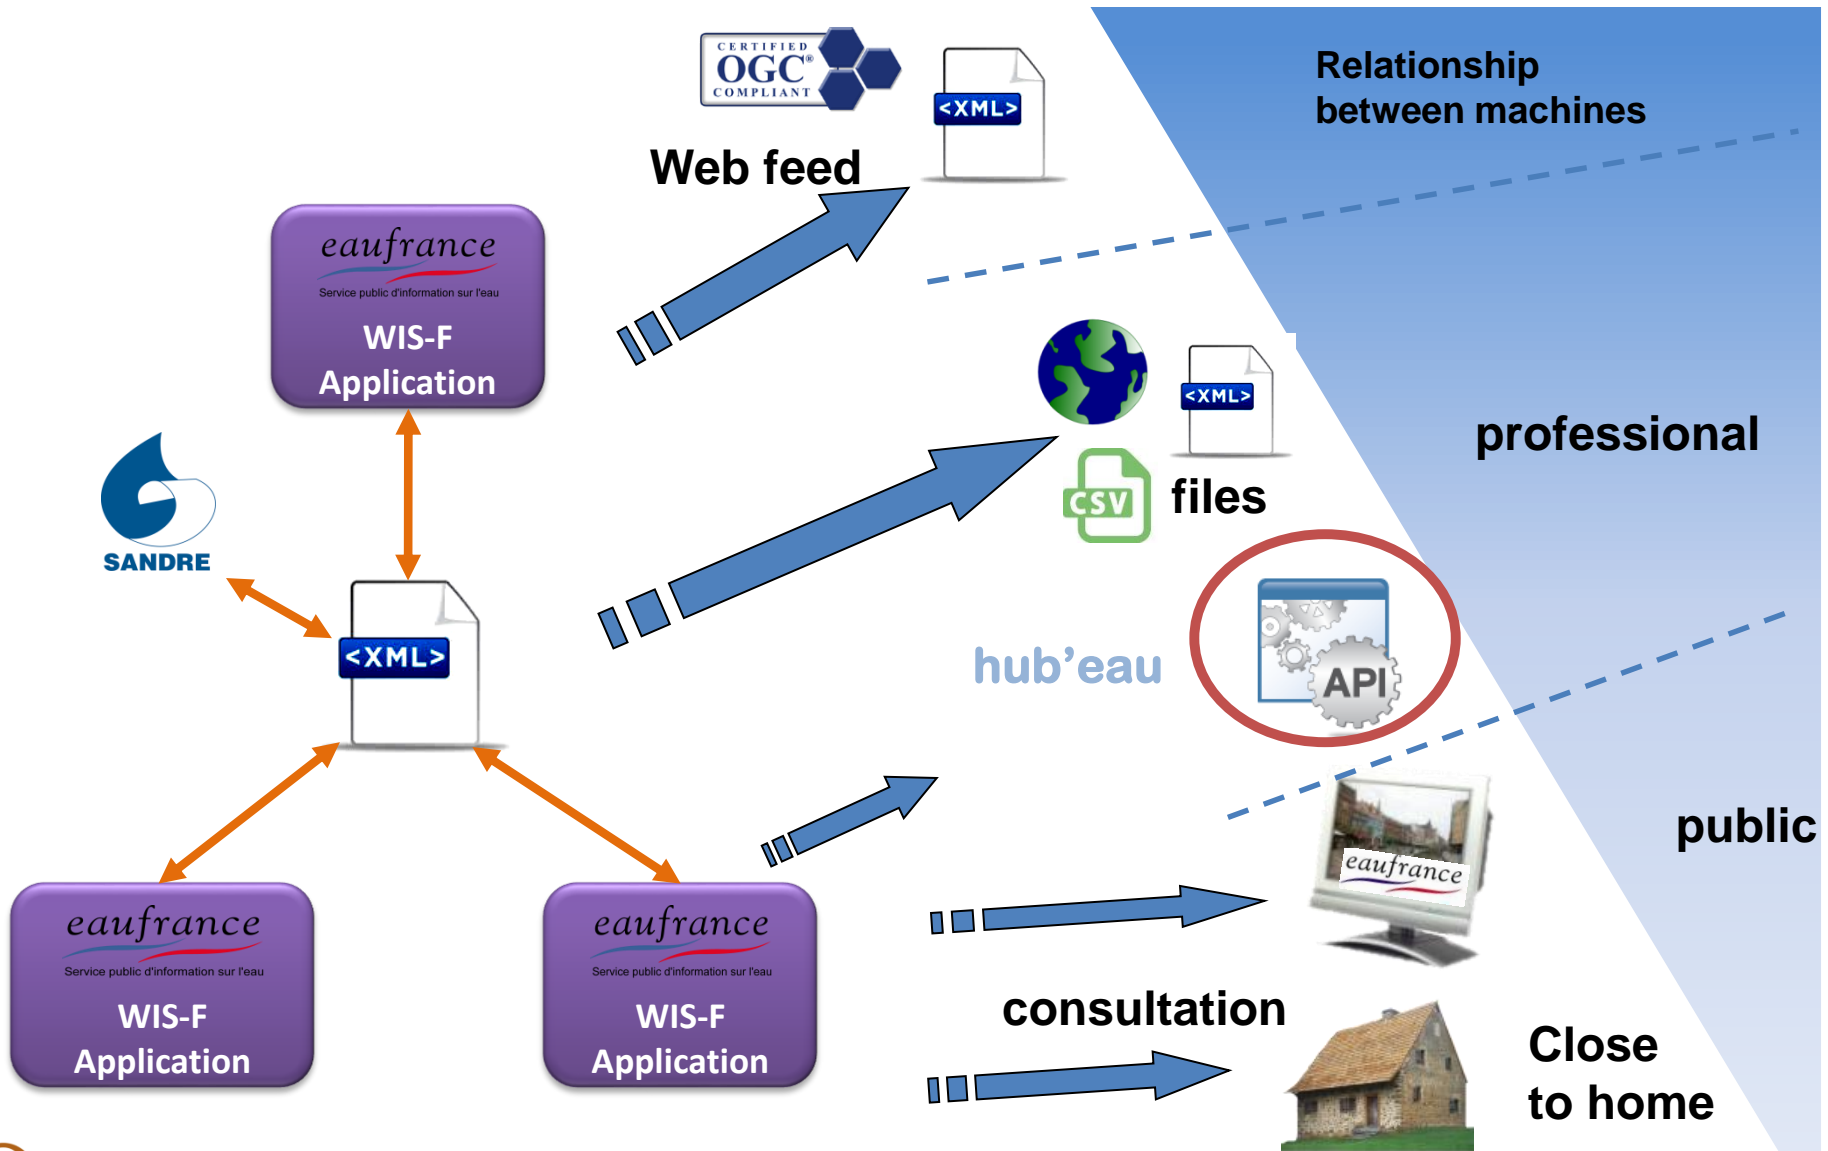 CERTIFIED
OGC®
COMPLIANT
<XML>
Web feed
Relationship
between machines
eaufrance
Service public d'information sur l'eau
WIS-F
Application
<XML>
CSV
files
professional
SANDRE
<XML>
hub'eau
API
eaufrance
public
eaufrance
Service public d'information sur l'eau
WIS-F
Application
eaufrance
Service public d'information sur l'eau
WIS-F
Application
consultation
Close
to home